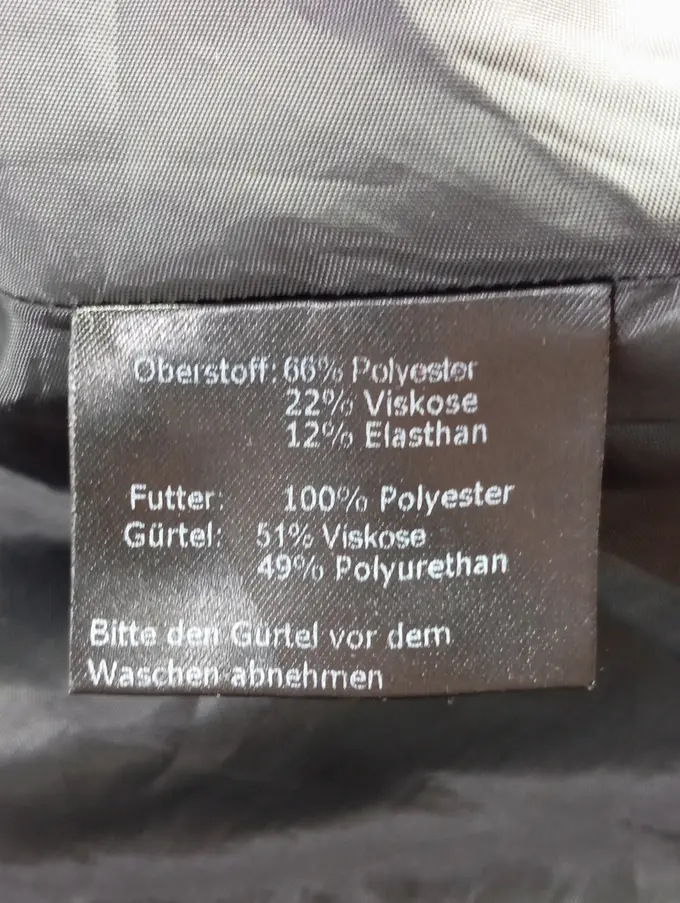 Oberstoff: 66% Polyester
22% Viskose
12% Elasthan
Futter: 100% Polyester
Gürtel: 51% Viskose
49% Polyurethan
Bitte den Gürtel vor dem
Waschen abnehmen